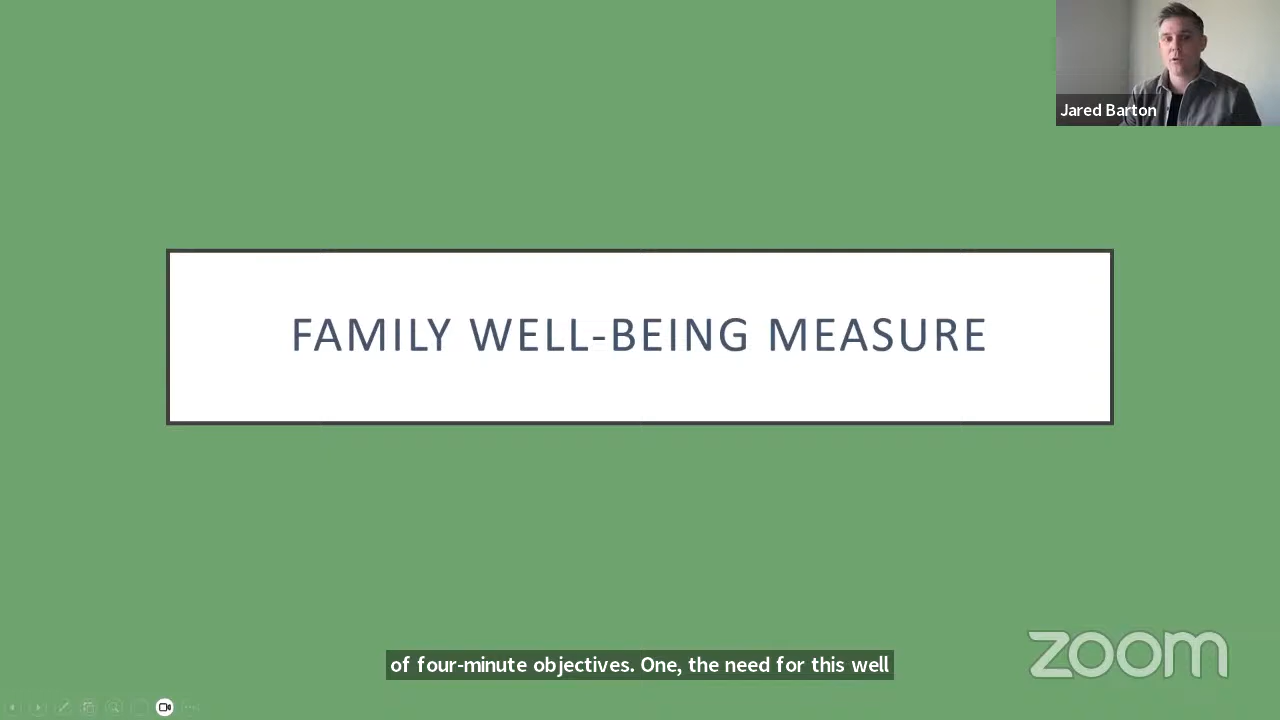 Jared Barton
FAMILY WELL-BEING MEASURE
of four-minute objectives. One, the need for this well
zoom